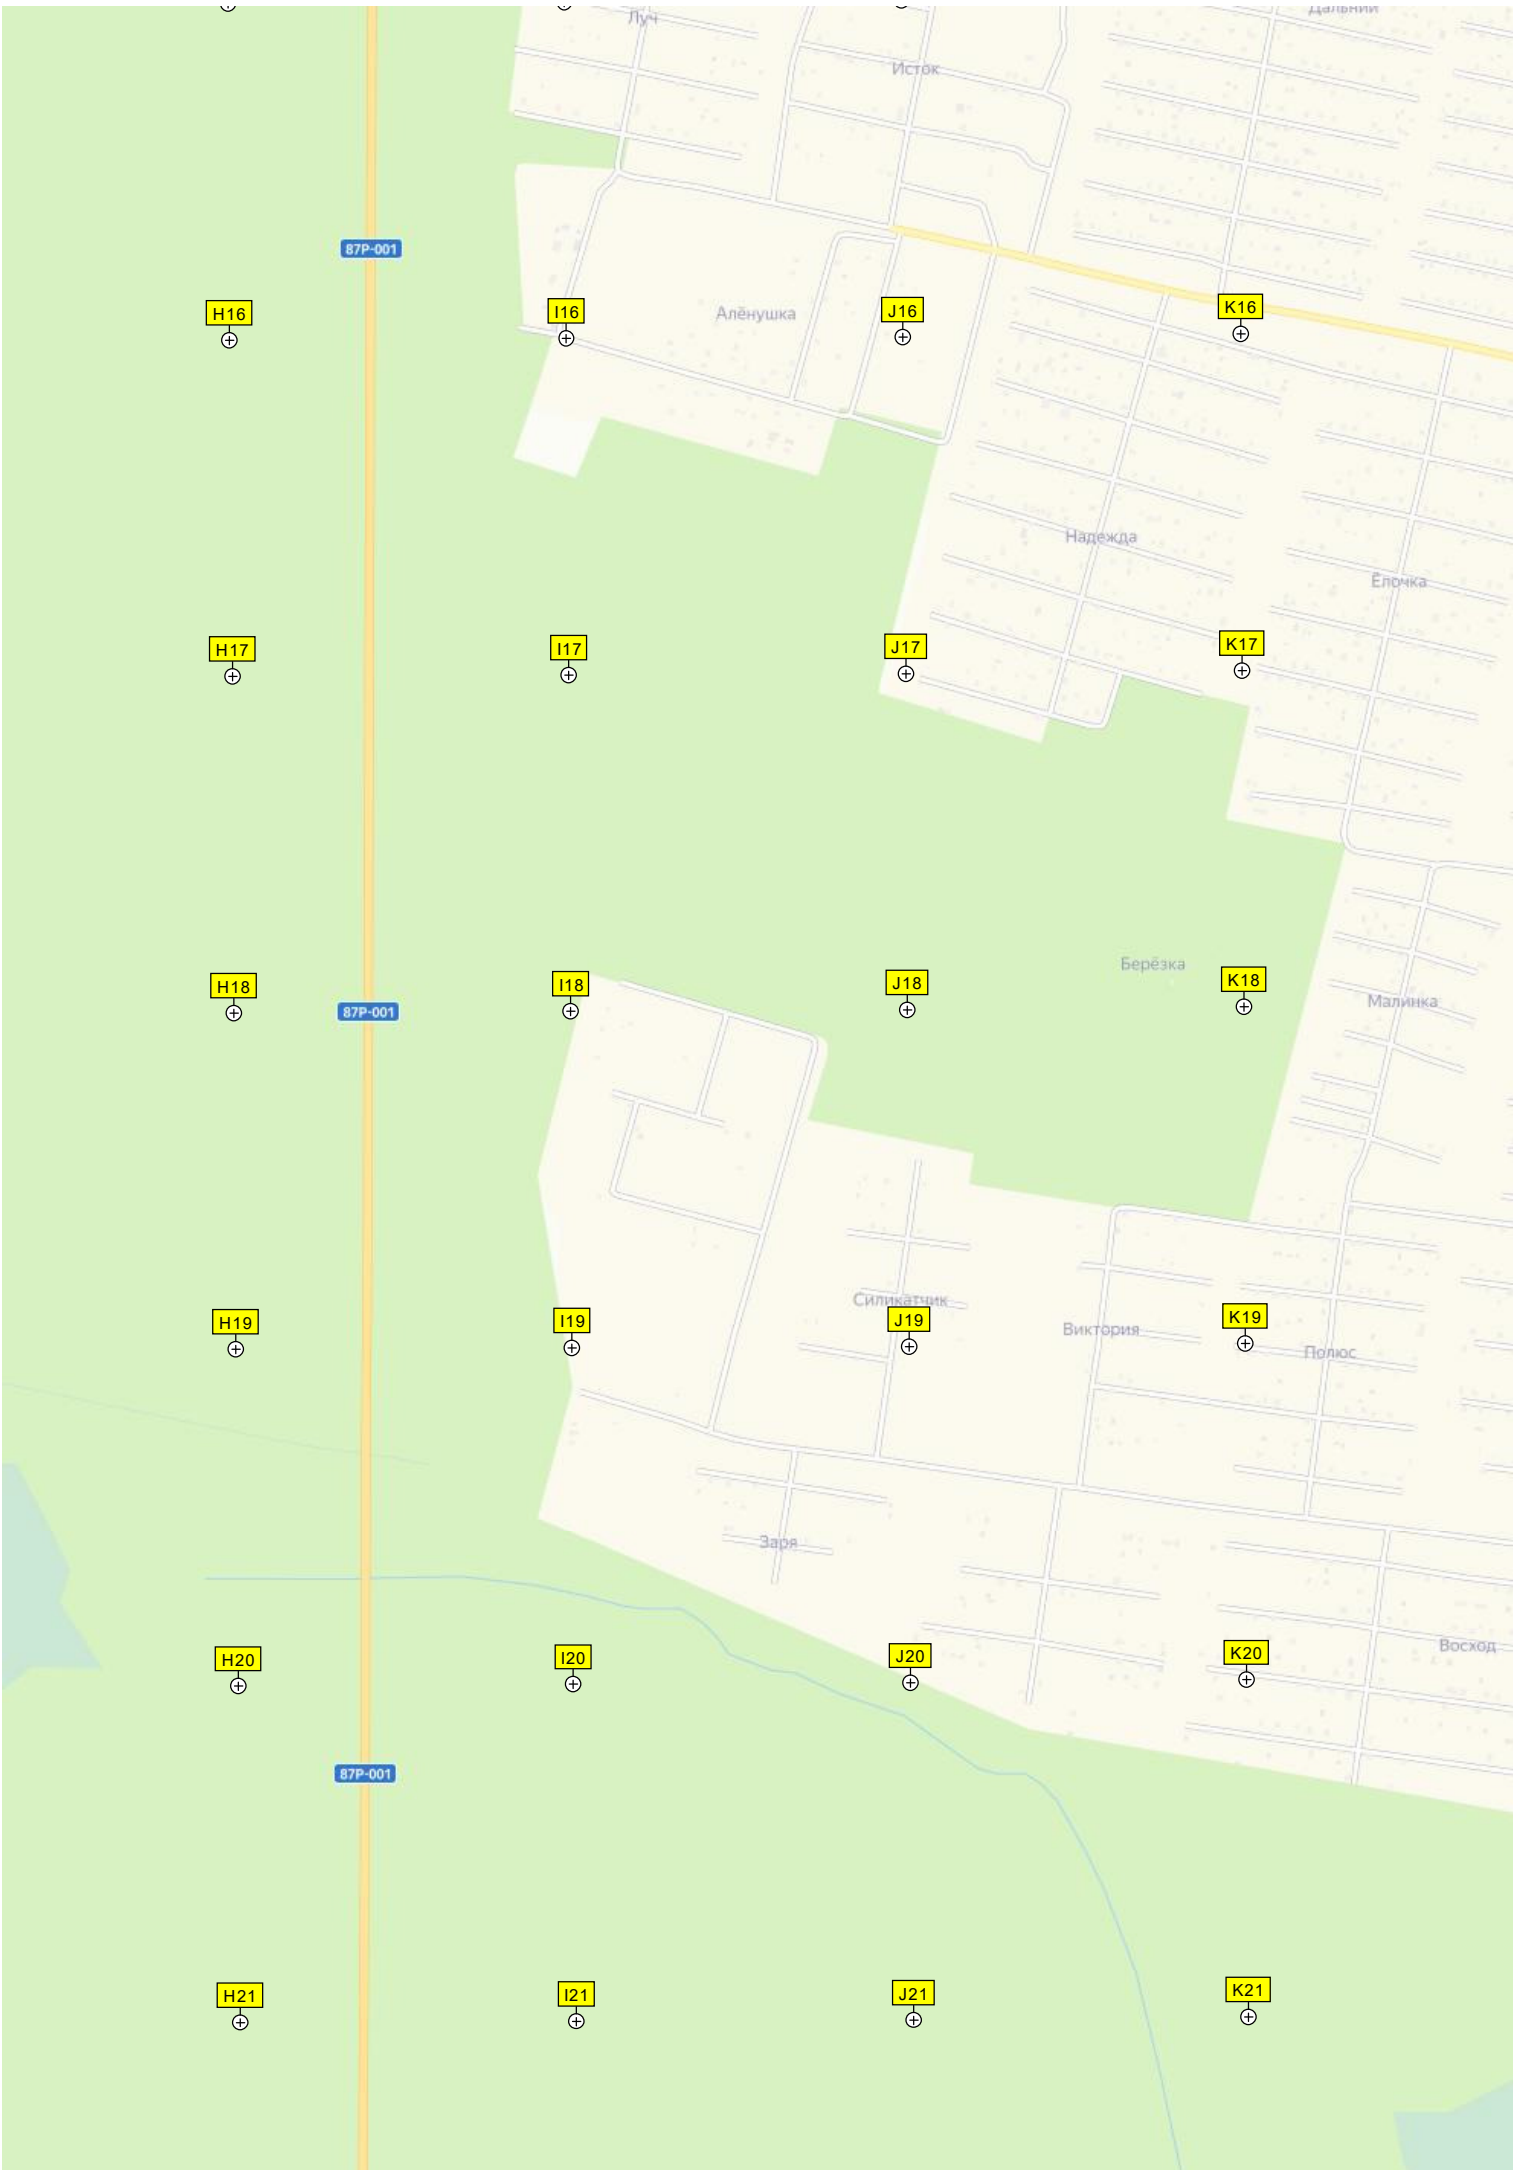 Луч
Дальний
Исток
87Р-001
H16
I16
Алёнушка
J16
K16
Надежда
Ёлочка
H17
I17
J17
K17
Берёзка
H18
I18
J18
K18
87Р-001
Малинка
Силикатчик
H19
I19
J19
Виктория
K19
Полюс
Заря
Восход
H20
I20
J20
K20
87Р-001
H21
I21
J21
K21